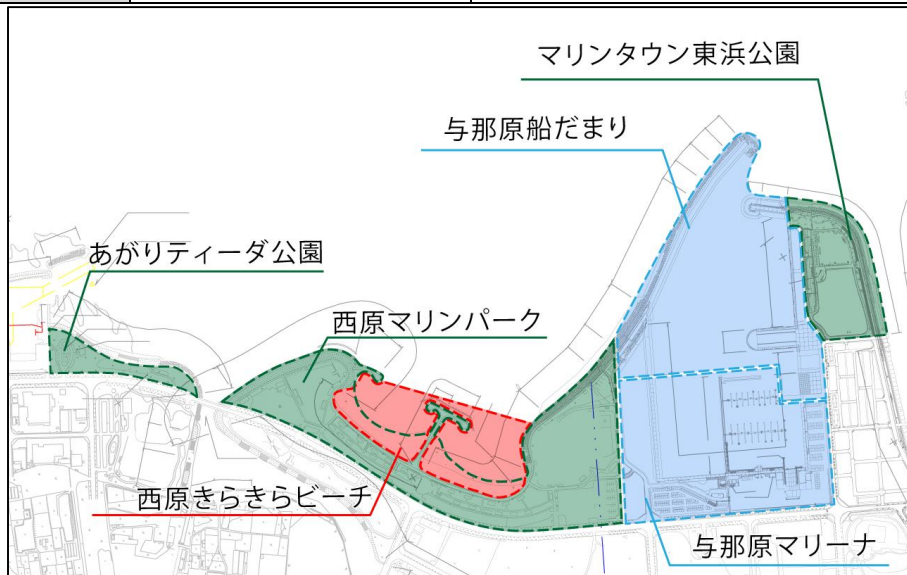 マリンタウン東浜公園
与那原船だまり
あがりティーダ公園
西原マリンパーク
西原きらきらビーチ
与那原マリーナ